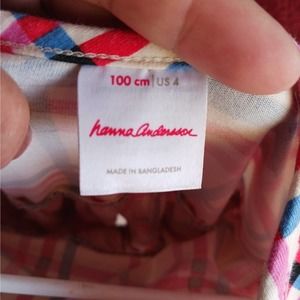 100 cm | US 4
hanna andersson
MADE IN BANGLADESH